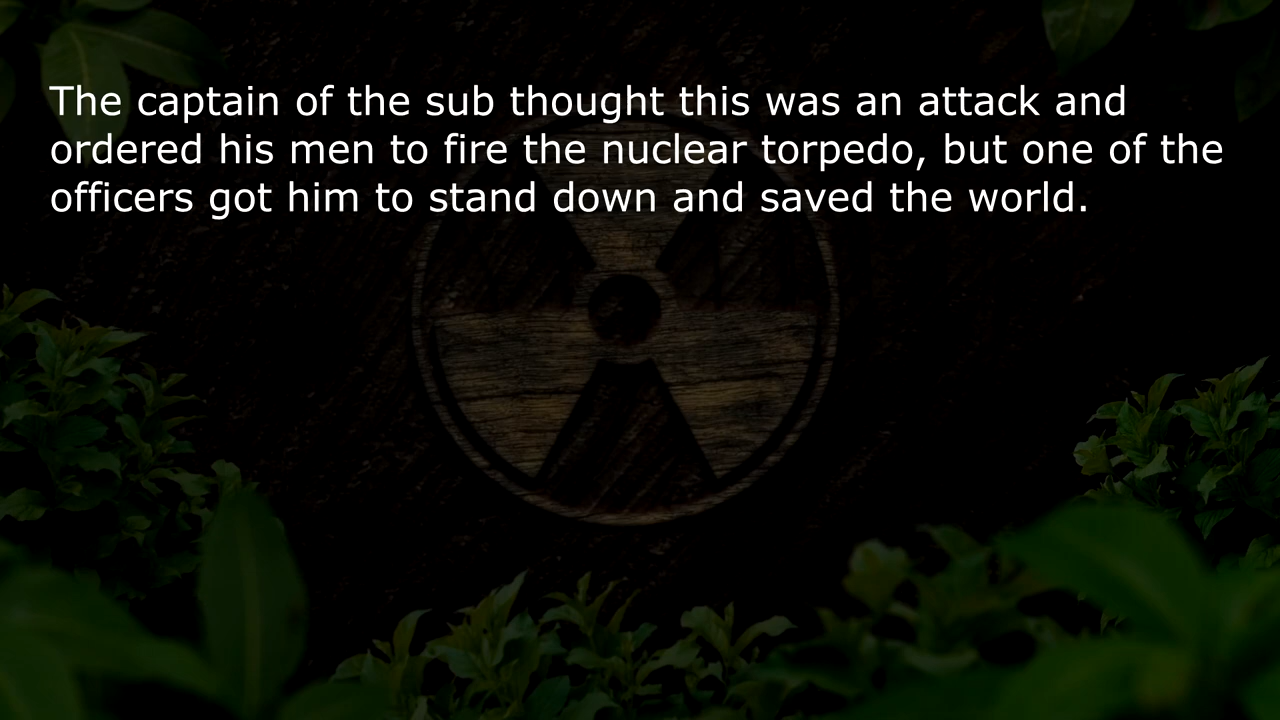 The captain of the sub thought this was an attack and
ordered his men to fire the nuclear torpedo, but one of the
officers got him to stand down and saved the world.